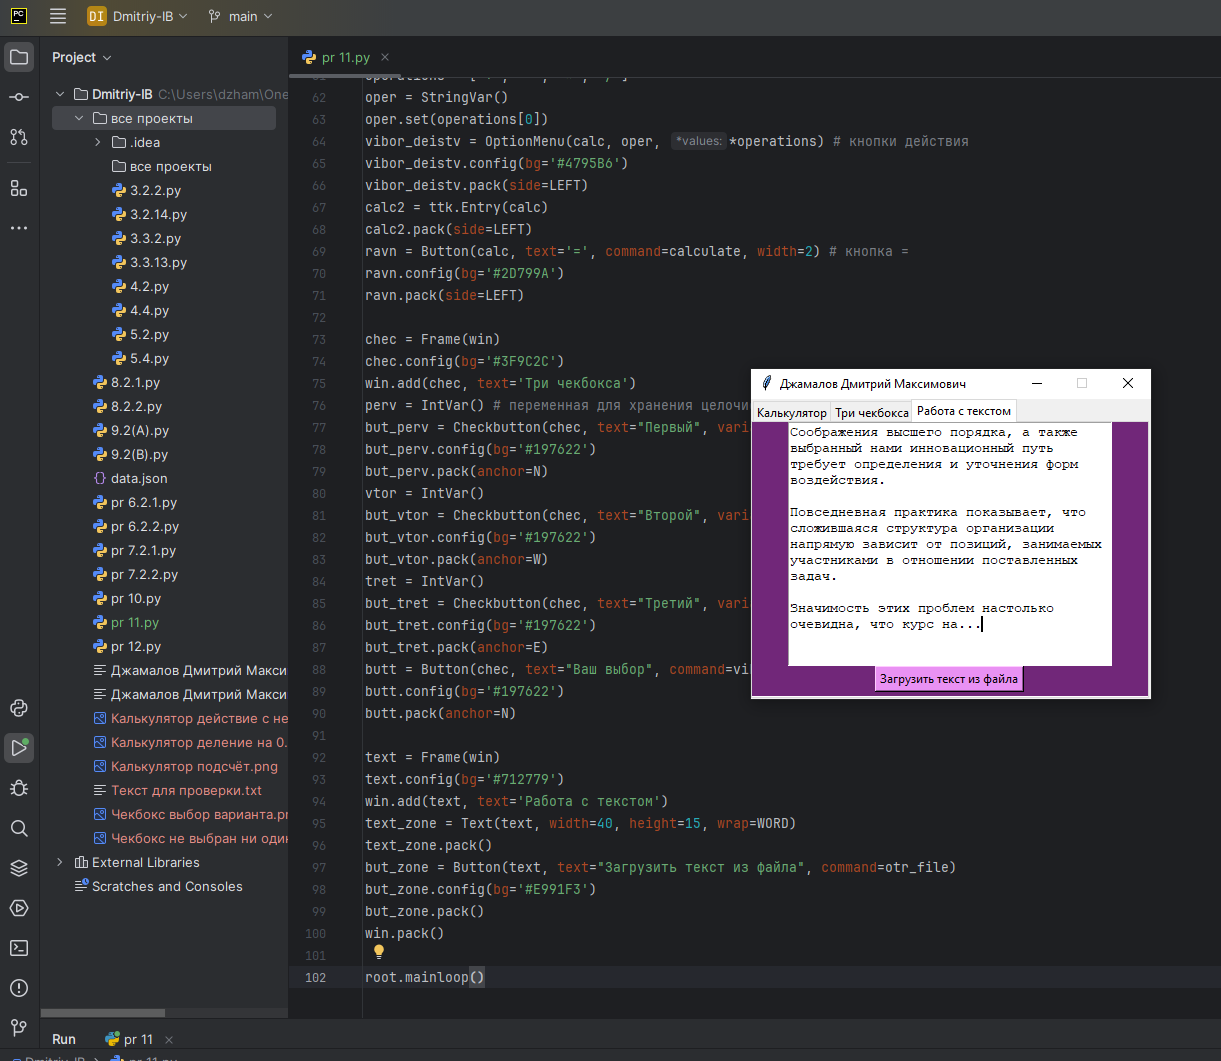 PC
DI Dmitriy-IB main
Project
pr 11.py
Dmitriy-IB C:\Users\dzham\One
все проекты
.idea
все проекты
3.2.2.py
3.2.14.py
3.3.2.py
3.3.13.py
4.2.py
4.4.py
5.2.py
5.4.py
8.2.1.py
8.2.2.py
9.2(A).py
9.2(B).py
data.json
pr 6.2.1.py
pr 6.2.2.py
pr 7.2.1.py
pr 7.2.2.py
pr 10.py
pr 11.py
pr 12.py
Джамалов Дмитрий Макси
Джамалов Дмитрий Макси
Калькулятор действие с не
Калькулятор деление на 0.
Калькулятор подсчёт.png
Текст для проверки.txt
Чекбокс выбор варианта.pr
Чекбокс не выбран ни один
External Libraries
Scratches and Consoles
62 oper = StringVar()
63 oper.set(operations[0])
64 vibor_deistv = OptionMenu(calc, oper, *values: *operations) # кнопки действия
65 vibor_deistv.config(bg='#4795B6')
66 vibor_deistv.pack(side=LEFT)
67 calc2 = ttk.Entry(calc)
68 calc2.pack(side=LEFT)
69 ravn = Button(calc, text='=', command=calculate, width=2) # кнопка =
70 ravn.config(bg='#2D799A')
71 ravn.pack(side=LEFT)
72
73 chec = Frame(win)
74 chec.config(bg='#3F9C2C')
75 win.add(chec, text='Три чекбокса')
76 perv = IntVar() # переменная для хранения целочи
77 but_perv = Checkbutton(chec, text="Первый", vari
78 but_perv.config(bg='#197622')
79 but_perv.pack(anchor=N)
80 vtor = IntVar()
81 but_vtor = Checkbutton(chec, text="Второй", vari
82 but_vtor.config(bg='#197622')
83 but_vtor.pack(anchor=W)
84 tret = IntVar()
85 but_tret = Checkbutton(chec, text="Третий", vari
86 but_tret.config(bg='#197622')
87 but_tret.pack(anchor=E)
88 butt = Button(chec, text="Ваш выбор", command=vi
89 butt.config(bg='#197622')
90 butt.pack(anchor=N)
91
92 text = Frame(win)
93 text.config(bg='#712779')
94 win.add(text, text='Работа с текстом')
95 text_zone = Text(text, width=40, height=15, wrap=WORD)
96 text_zone.pack()
97 but_zone = Button(text, text="Загрузить текст из файла", command=otr_file)
98 but_zone.config(bg='#E991F3')
99 but_zone.pack()
100 win.pack()
101
102 root.mainloop()
Джамалов Дмитрий Максимович
Калькулятор Три чекбокса Работа с текстом
Соображения высшего порядка, а также
выбранный нами инновационный путь
требует определения и уточнения форм
воздействия.
Повседневная практика показывает, что
сложившаяся структура организации
напрямую зависит от позиций, занимаемых
участниками в отношении поставленных
задач.
Значимость этих проблем настолько
очевидна, что курс на...
Загрузить текст из файла
Run pr 11